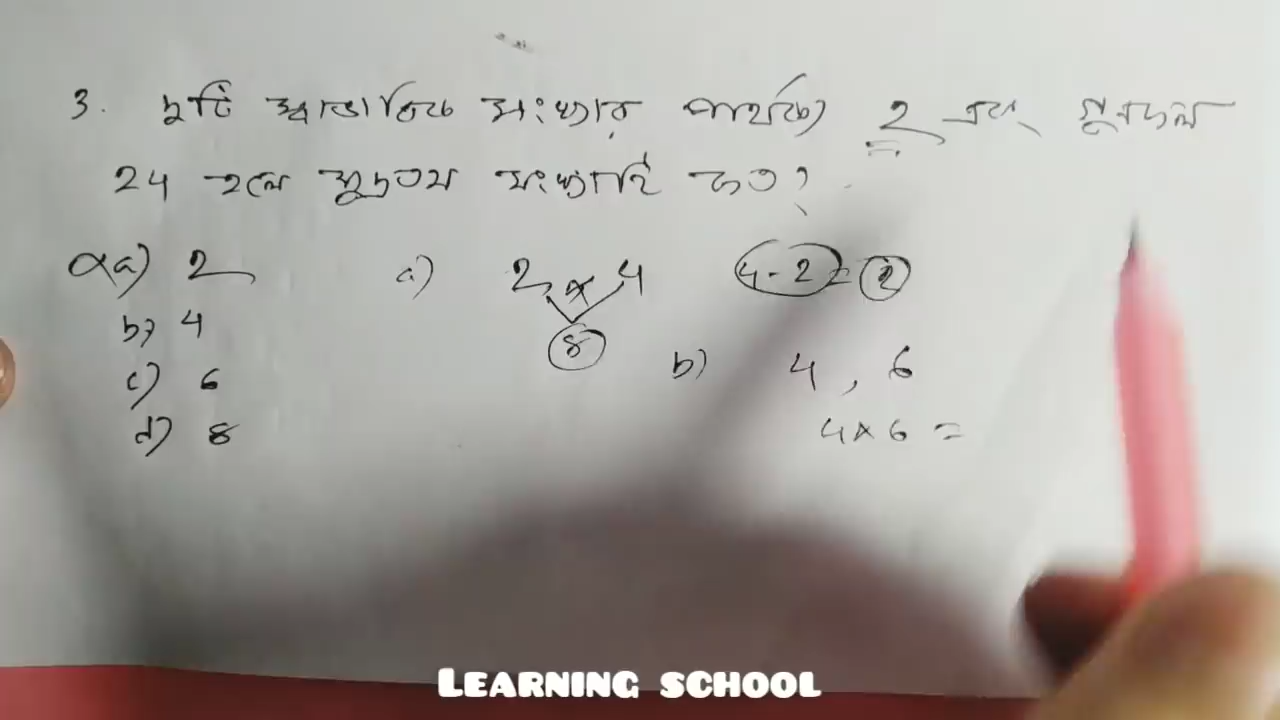 3. দুটি স্বাভাবিক সংখ্যার পার্থক্য 2 এবং গুনফল
24 হলে ক্ষুদ্রতম সংখ্যাটি কত?
×a) 2 a) 2 × 4 4 - 2 = 2
8
b) 4 b) 4 , 6
c) 6
d) 8 4 × 6 =
LEARNING SCHOOL